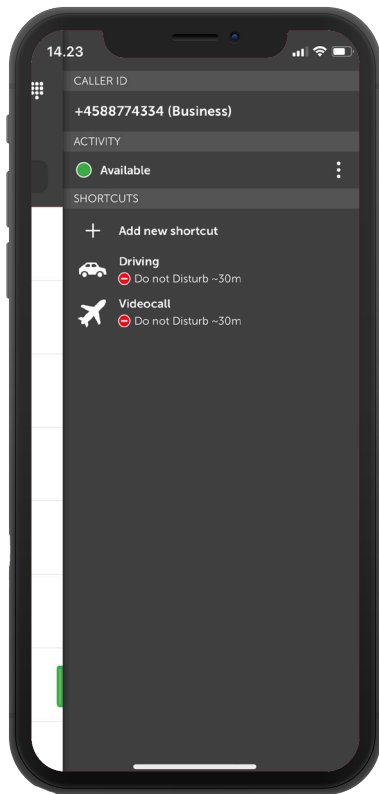 14.23
CALLER ID
+4588774334 (Business)
ACTIVITY
Available
SHORTCUTS
Add new shortcut
Driving
Do not Disturb ~30m
Videocall
Do not Disturb ~30m